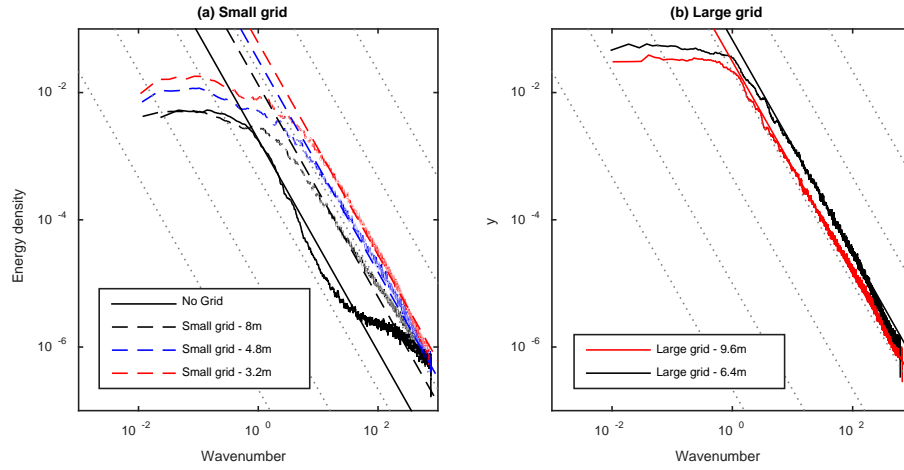 (a) Small grid
(b) Large grid
Energy density
10^-2
10^-4
10^-6
No Grid
Small grid - 8m
Small grid - 4.8m
Small grid - 3.2m
10^-2
10^0
10^2
Wavenumber
y
10^-2
10^-4
10^-6
Large grid - 9.6m
Large grid - 6.4m
10^-2
10^0
10^2
Wavenumber